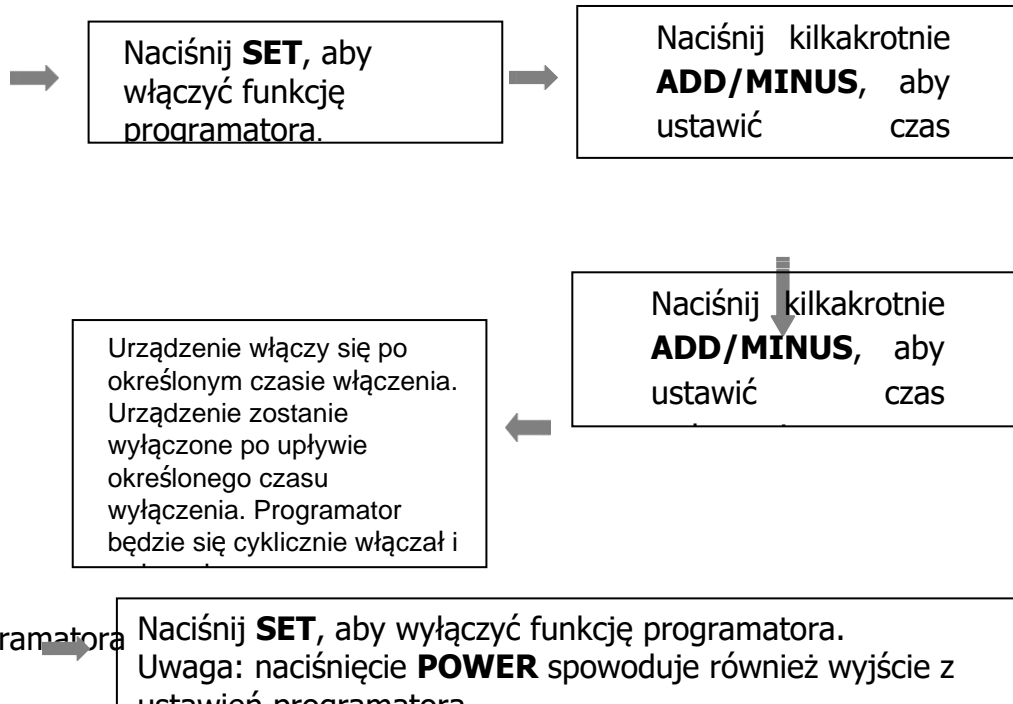 Naciśnij SET, aby
włączyć funkcję
programatora.
Naciśnij kilkakrotnie
ADD/MINUS, aby
ustawić czas
Naciśnij kilkakrotnie
ADD/MINUS, aby
ustawić czas
Urządzenie włączy się po
określonym czasie włączenia.
Urządzenie zostanie
wyłączone po upływie
określonego czasu
wyłączenia. Programator
będzie się cyklicznie włączał i
ramatora
Naciśnij SET, aby wyłączyć funkcję programatora.
Uwaga: naciśnięcie POWER spowoduje również wyjście z
ustawień programatora